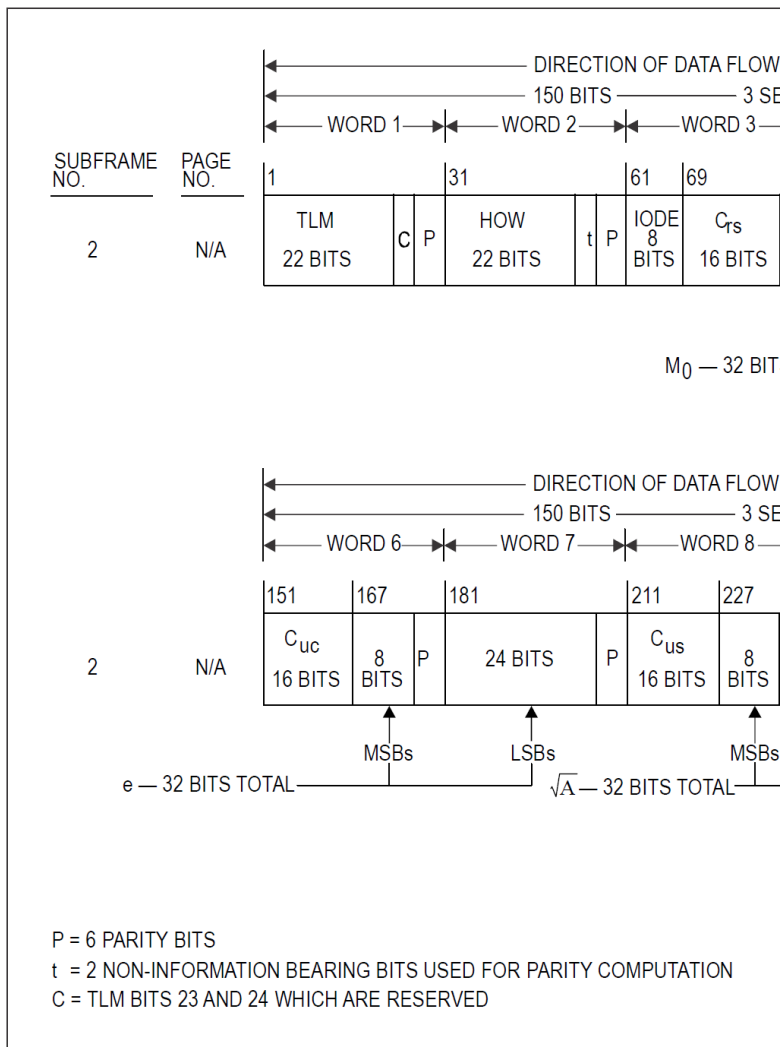 DIRECTION OF DATA FLOW
150 BITS 3 SE
WORD 1 WORD 2 WORD 3
SUBFRAME NO. PAGE NO. 1 31 61 69
2 N/A TLM 22 BITS C P HOW 22 BITS t P IODE 8 BITS Crs 16 BITS
M0 — 32 BIT
DIRECTION OF DATA FLOW
150 BITS 3 SE
WORD 6 WORD 7 WORD 8
151 167 181 211 227
2 N/A Cuc 16 BITS 8 BITS P 24 BITS P Cus 16 BITS 8 BITS
MSBs LSBs MSBs
e — 32 BITS TOTAL √A — 32 BITS TOTAL
P = 6 PARITY BITS
t = 2 NON-INFORMATION BEARING BITS USED FOR PARITY COMPUTATION
C = TLM BITS 23 AND 24 WHICH ARE RESERVED